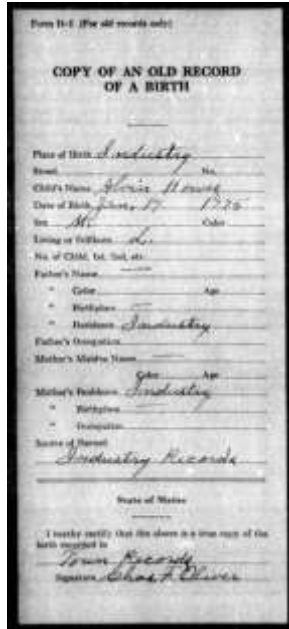 Form H-I (For old records only)
COPY OF AN OLD RECORD
OF A BIRTH
Place of Birth Industry
Street No.
Child's Name Alvin Howes
Date of Birth Jan. 17 1775
Sex M. Color
Living or Stillborn L.
No. of Child, 1st, 2nd, etc.
Father's Name
" Color Age
" Birthplace
" Residence Industry
Father's Occupation
Mother's Maiden Name
Color Age
Mother's Residence Industry
" Birthplace
" Occupation
Source of Record
Industry Records
State of Maine
I hereby certify that the above is a true copy of the
birth recorded in
Town Records
Signature Chas. F. Oliver